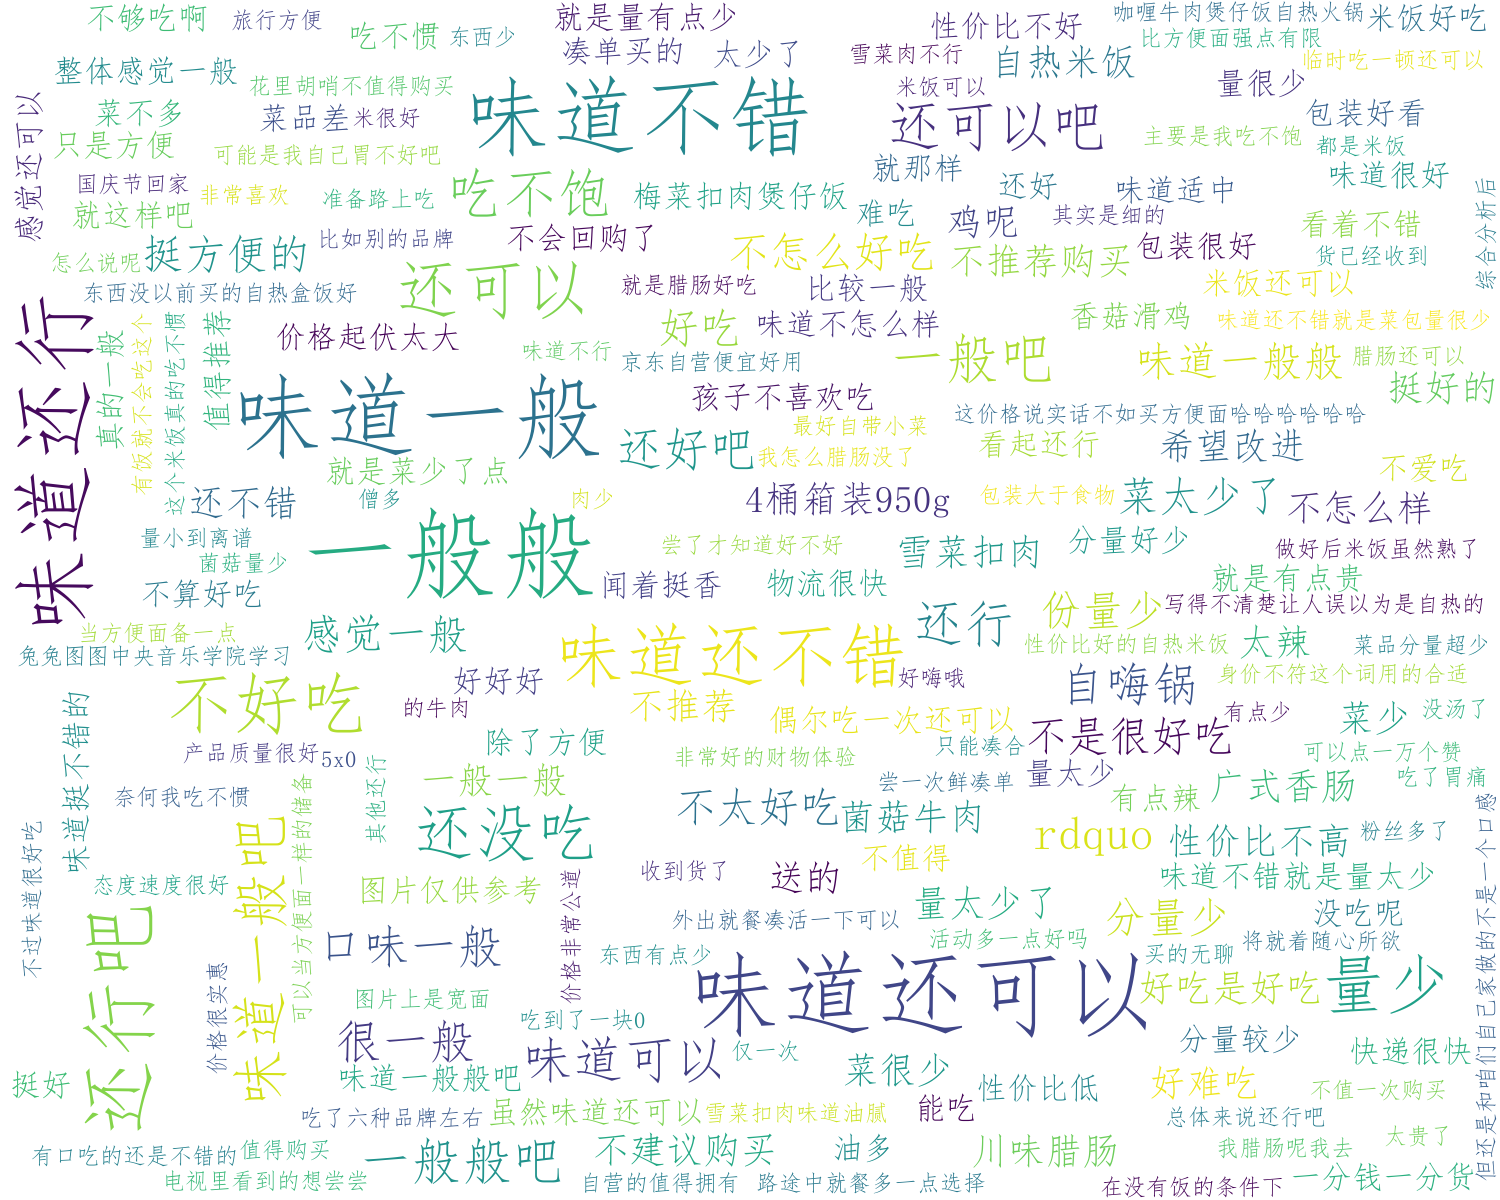 不够吃啊
旅行方便
吃不惯
东西少
就是量有点少
凑单买的
太少了
性价比不好
雪菜肉不行
咖喱牛肉煲仔饭自热火锅
米饭好吃
比方便面强点有限
自热米饭
临时吃一顿还可以
整体感觉一般
花里胡哨不值得购买
味道不错
米饭可以
量很少
还可以吧
包装好看
感觉还可以
菜不多
菜品差
米很好
主要是我吃不饱
都是米饭
只是方便
可能是我自己胃不好吧
就那样
味道很好
国庆节回家
非常喜欢
准备路上吃
吃不饱
梅菜扣肉煲仔饭
还好
味道适中
综合分析后
就这样吧
难吃
鸡呢
其实是细的
看着不错
怎么说呢
挺方便的
比如别的品牌
不会回购了
不怎么好吃
不推荐购买
包装很好
货已经收到
东西没以前买的自热盒饭好
还可以
就是腊肠好吃
比较一般
米饭还可以
味道还行
真的一般
有饭就不会吃这个
这个米饭真的吃不惯
值得推荐
价格起伏太大
好吃
味道不怎么样
香菇滑鸡
味道还不错就是菜包量很少
味道不行
京东自营便宜好用
一般吧
味道一般般
腊肠还可以
味道一般
孩子不喜欢吃
挺好的
这价格说实话不如买方便面哈哈哈哈哈哈
还好吧
最好自带小菜
看起还行
希望改进
就是菜少了点
我怎么腊肠没了
不爱吃
还不错
僧多
肉少
4桶箱装950g
包装大于食物
菜太少了
不怎么样
量小到离谱
一般般
尝了才知道好不好
雪菜扣肉
分量好少
做好后米饭虽然熟了
菌菇量少
不算好吃
闻着挺香
物流很快
就是有点贵
当方便面备一点
感觉一般
还行
份量少
写得不清楚让人误以为是自热的
兔兔图图中央音乐学院学习
味道还不错
性价比好的自热米饭
太辣
菜品分量超少
不好吃
好好好
好嗨哦
自嗨锅
身价不符这个词用的合适
味道挺不错的
的牛肉
不推荐
偶尔吃一次还可以
有点少
菜少
没汤了
产品质量很好
5x0
除了方便
非常好的财物体验
只能凑合
不是很好吃
可以点一万个赞
奈何我吃不惯
可以当方便面一样的储备
其他还行
一般一般
尝一次鲜凑单
量太少
吃了胃痛
不太好吃
菌菇牛肉
有点辣
广式香肠
不过味道很好吃
味道一般吧
还没吃
rdquo
性价比不高
粉丝多了
但还是和咱们自己家做的不是一个口感
态度速度很好
图片仅供参考
收到货了
送的
不值得
味道不错就是量太少
还行吧
价格非常公道
外出就餐凑活一下可以
量太少了
分量少
没吃呢
口味一般
东西有点少
活动多一点好吗
买的无聊
将就着随心所欲
价格很实惠
图片上是宽面
味道还可以
好吃是好吃
量少
很一般
吃到了一块0
分量较少
味道可以
仅一次
快递很快
挺好
味道一般般吧
菜很少
性价比低
好难吃
不值一次购买
吃了六种品牌左右
虽然味道还可以
雪菜扣肉味道油腻
能吃
总体来说还行吧
有口吃的还是不错的
值得购买
一般般吧
不建议购买
油多
川味腊肠
我腊肠呢我去
太贵了
电视里看到的想尝尝
自营的值得拥有
路途中就餐多一点选择
在没有饭的条件下
一分钱一分货